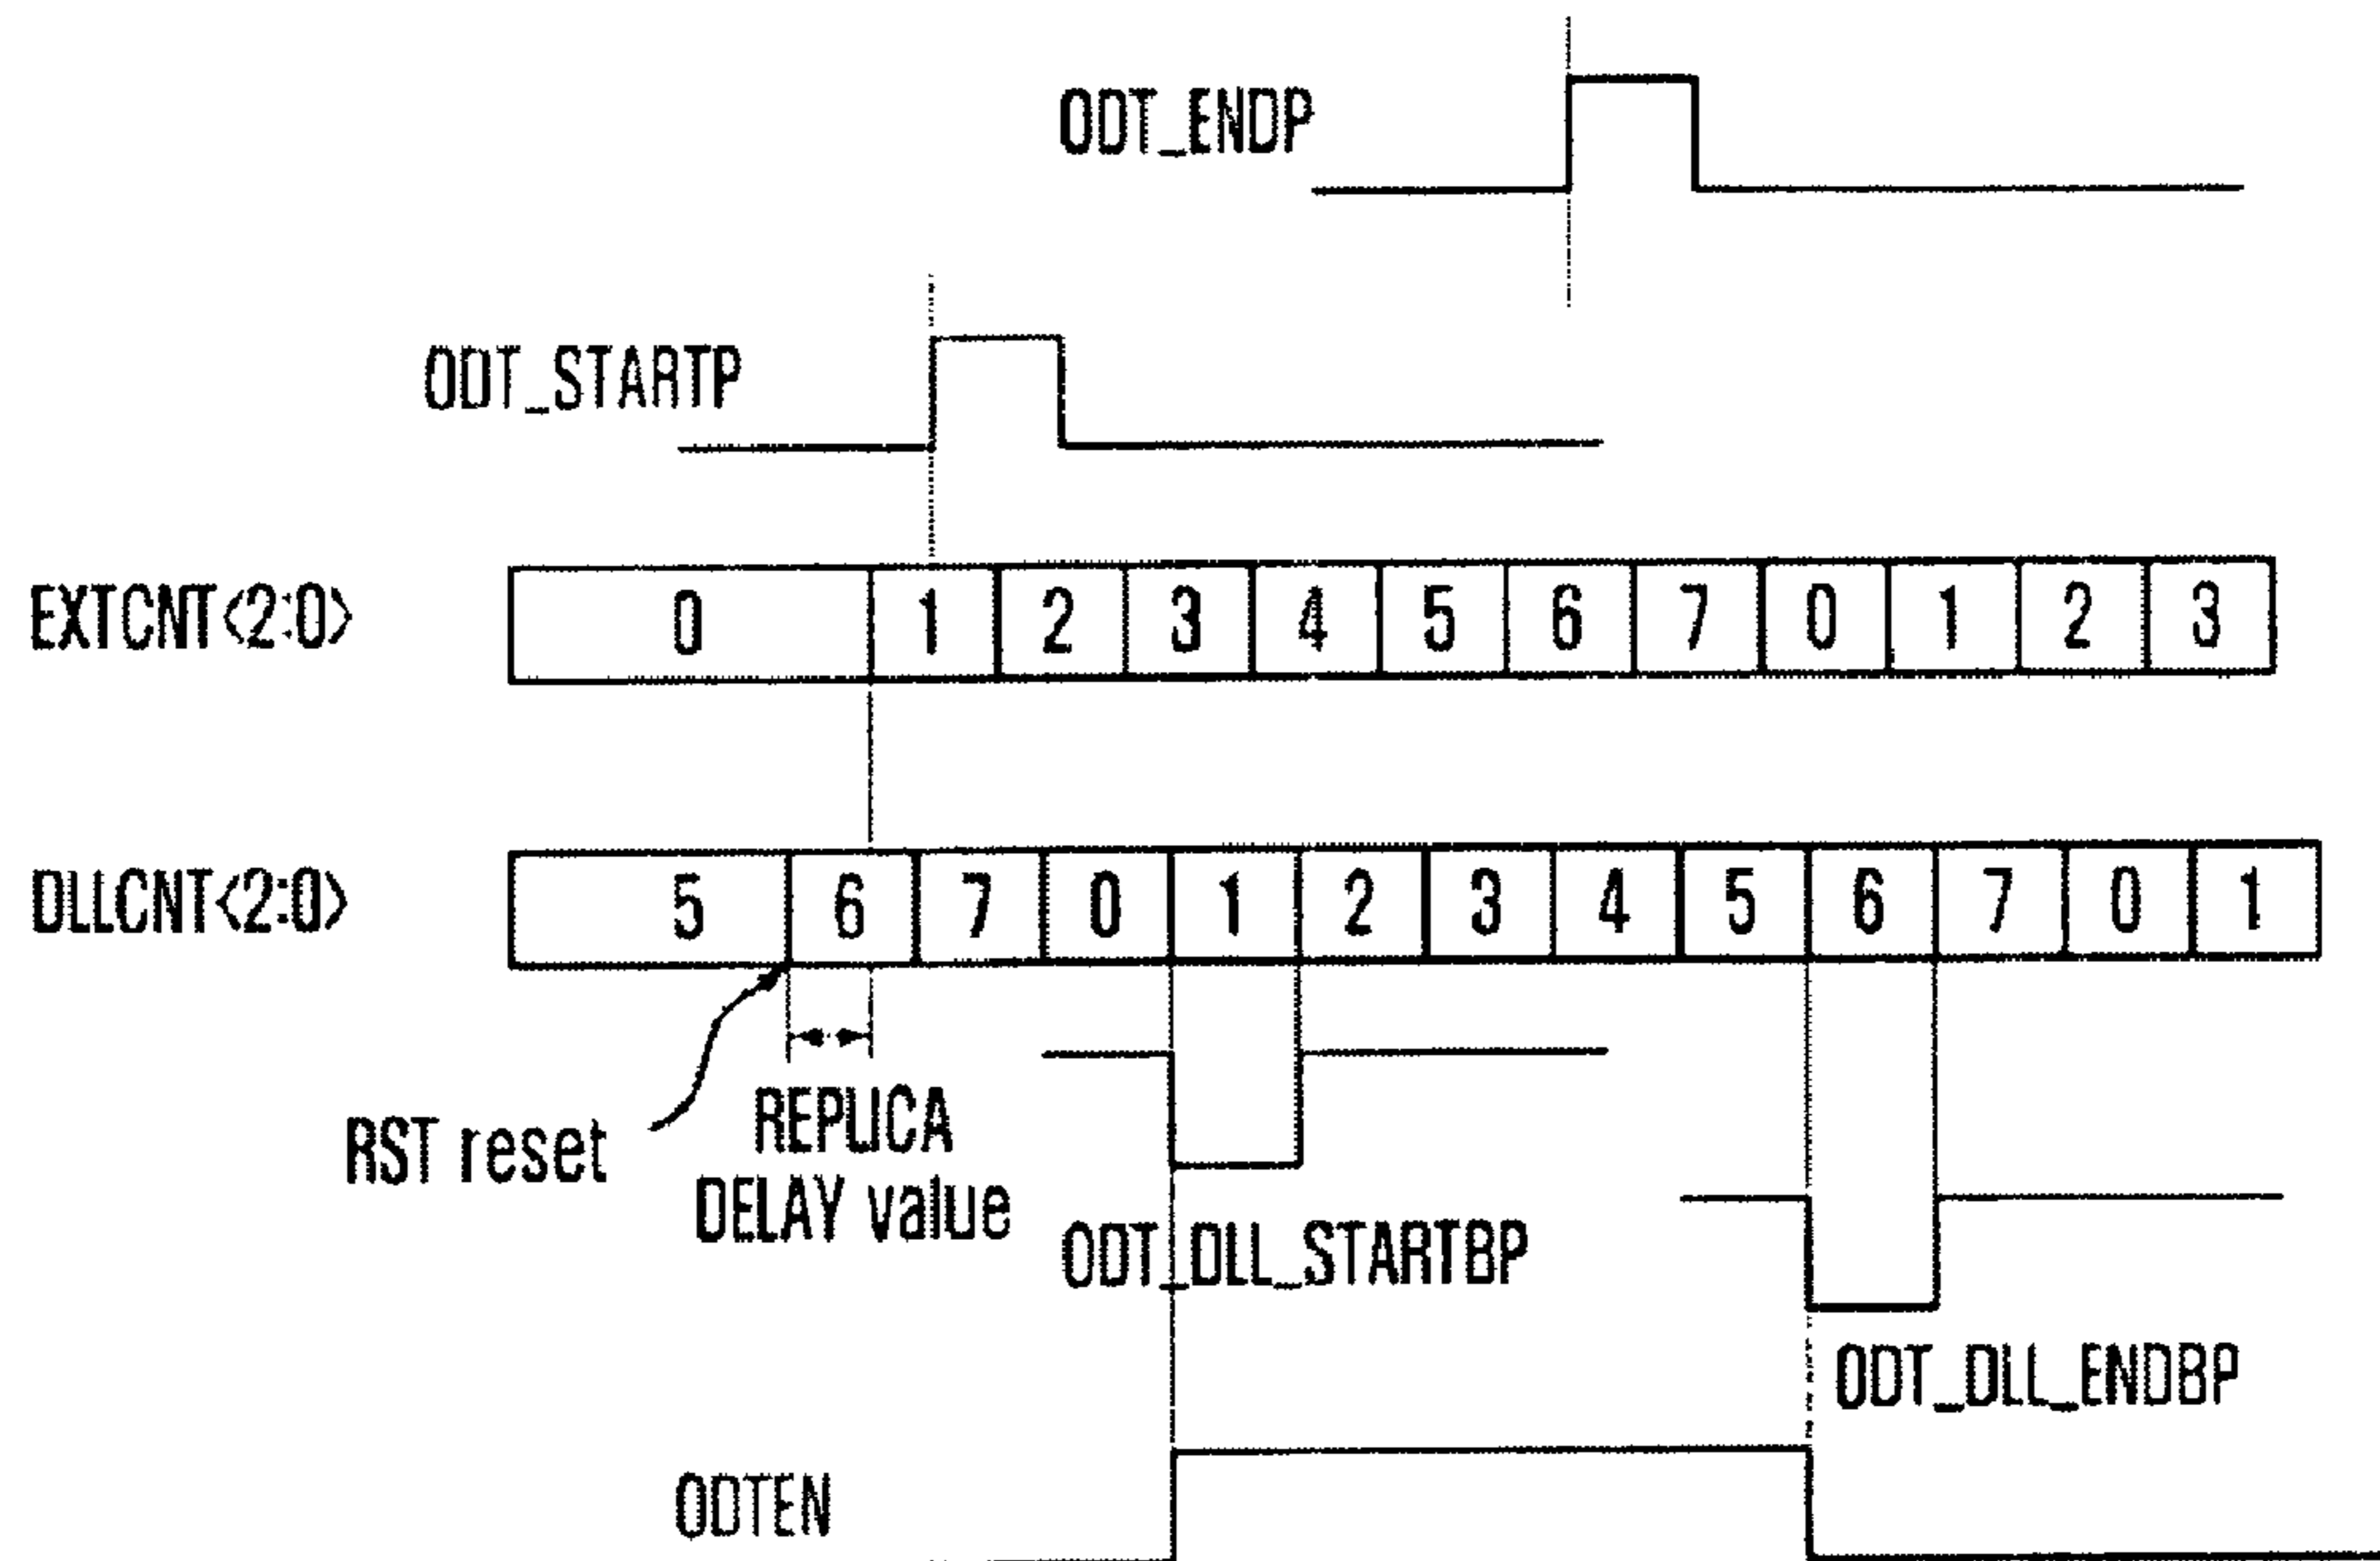 ODT_ENDP
ODT_STARTP
EXTCNT<2:0> 0 1 2 3 4 5 6 7 0 1 2 3
DLLCNT<2:0> 5 6 7 0 1 2 3 4 5 6 7 0 1
RST reset
REPLICA
DELAY value
ODT_DLL_STARTBP
ODT_DLL_ENDBP
ODTEN